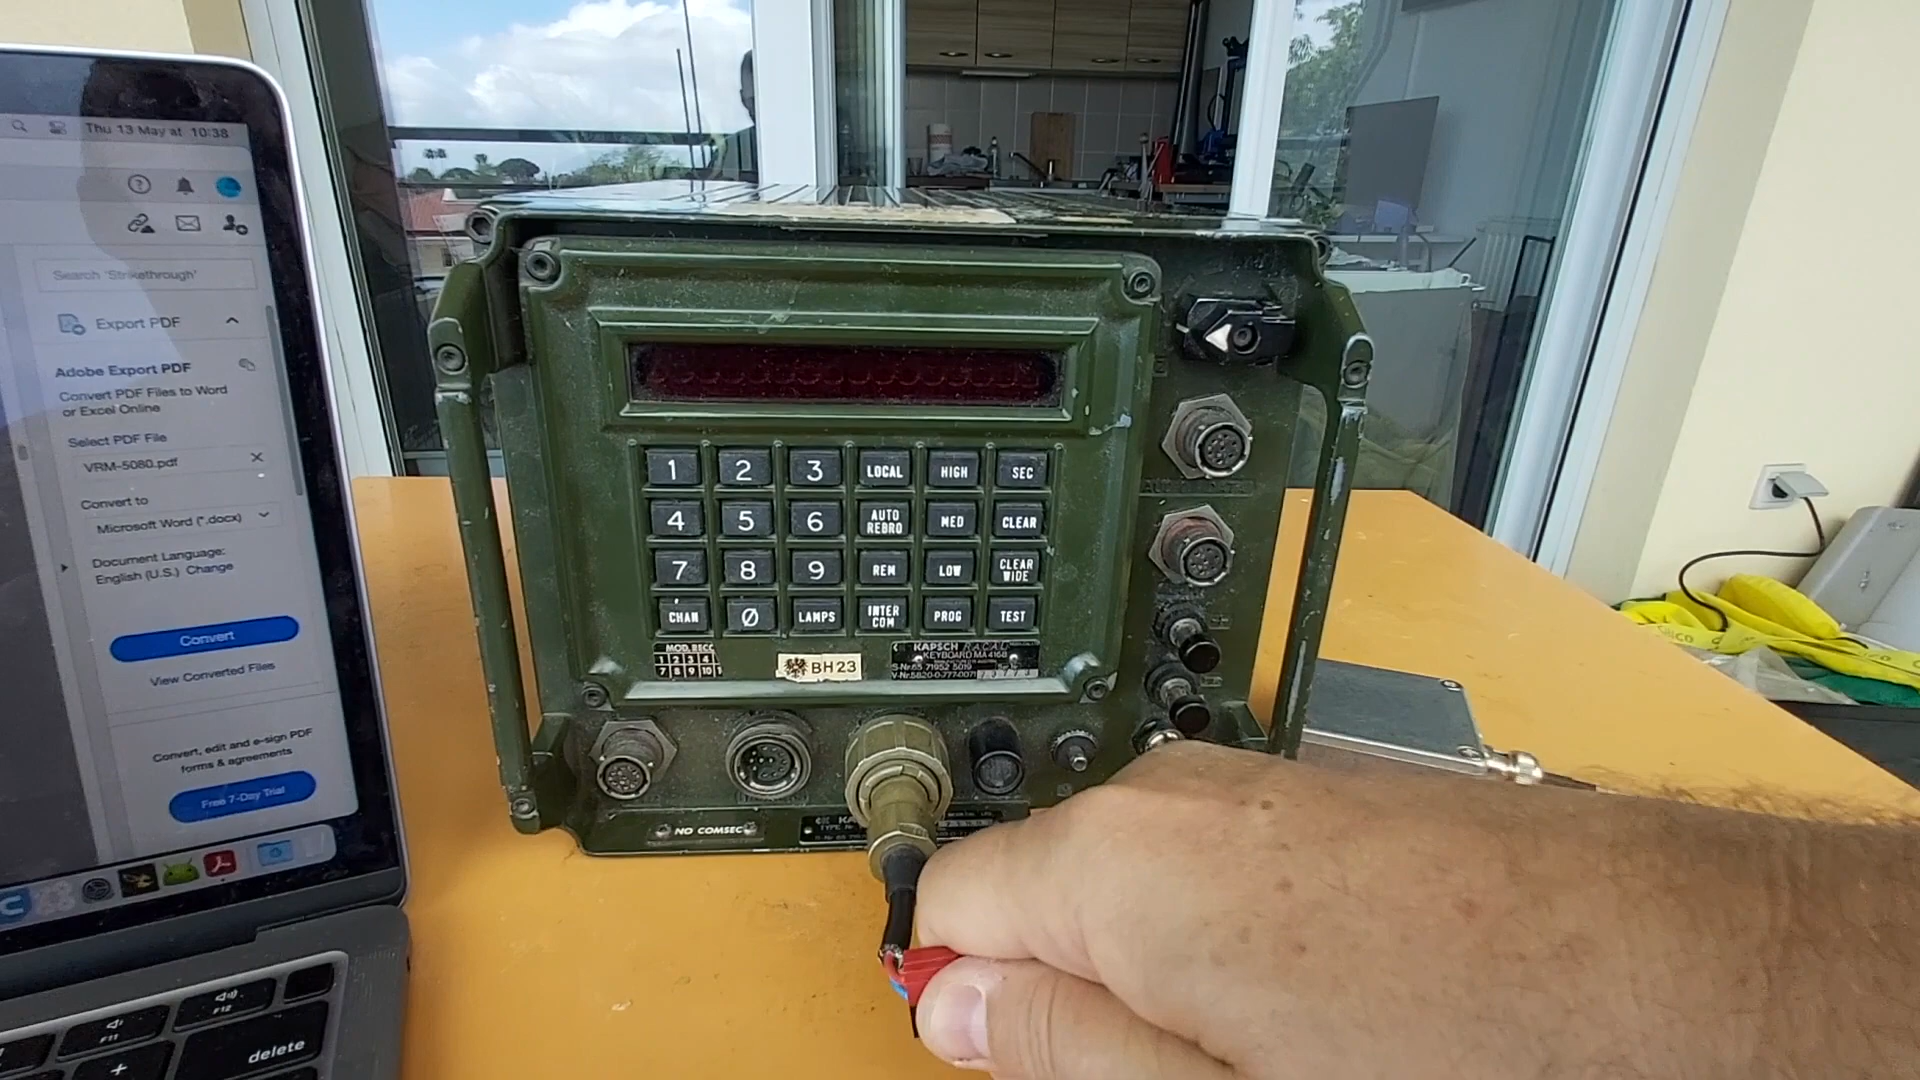 Thu 13 May at 10:38
Search 'Strikethrough'
Export PDF
Adobe Export PDF
Convert PDF Files to Word
or Excel Online
Select PDF File
VRM-5080.pdf
Convert to
Microsoft Word (*.docx)
Document Language:
English (U.S.) Change
Convert
View Converted Files
Convert, edit and e-sign PDF
forms & agreements
Free 7-Day Trial
F12
F11
+
delete
1 2 3 LOCAL HIGH SEC
4 5 6 AUTO REBRO MED CLEAR
7 8 9 REM LOW CLEAR WIDE
CHAN 0 LAMPS INTER COM PROG TEST
MOD. RECC
1 2 3 4
7 8 9 10
BH 23
KAPSCH RACAL
KEYBOARD MA 4168
NO COMSEC